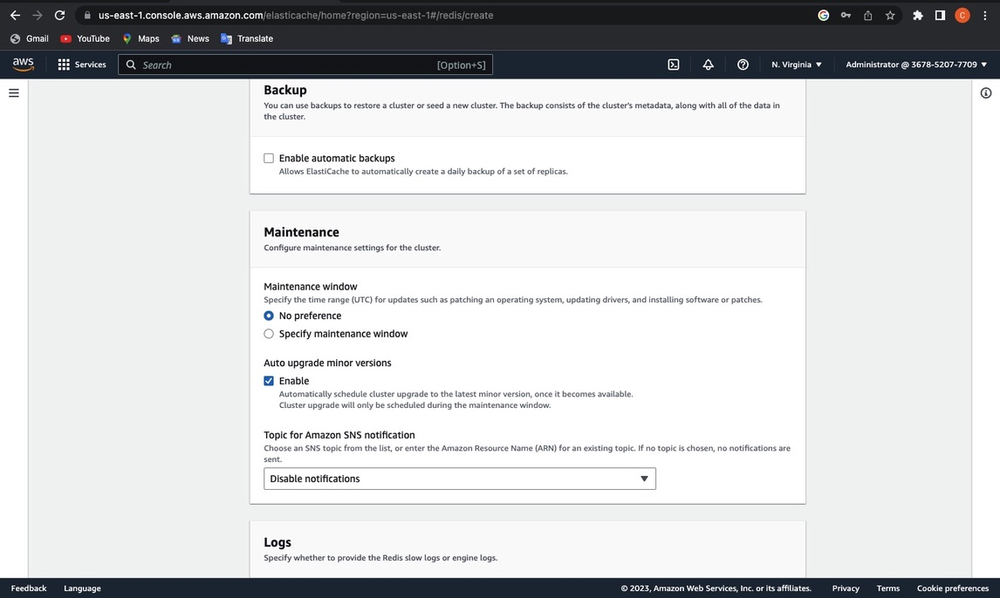 us-east-1.console.aws.amazon.com/elasticache/home?region=us-east-1#/redis/create
C
Gmail YouTube Maps News Translate
aws Services Search [Option+S] N. Virginia ▼ Administrator @ 3678-5207-7709 ▼
Backup
You can use backups to restore a cluster or seed a new cluster. The backup consists of the cluster's metadata, along with all of the data in
the cluster.
Enable automatic backups
Allows ElastiCache to automatically create a daily backup of a set of replicas.
Maintenance
Configure maintenance settings for the cluster.
Maintenance window
Specify the time range (UTC) for updates such as patching an operating system, updating drivers, and installing software or patches.
No preference
Specify maintenance window
Auto upgrade minor versions
Enable
Automatically schedule cluster upgrade to the latest minor version, once it becomes available.
Cluster upgrade will only be scheduled during the maintenance window.
Topic for Amazon SNS notification
Choose an SNS topic from the list, or enter the Amazon Resource Name (ARN) for an existing topic. If no topic is chosen, no notifications are
sent.
Disable notifications
Logs
Specify whether to provide the Redis slow logs or engine logs.
Feedback Language © 2023, Amazon Web Services, Inc. or its affiliates. Privacy Terms Cookie preferences